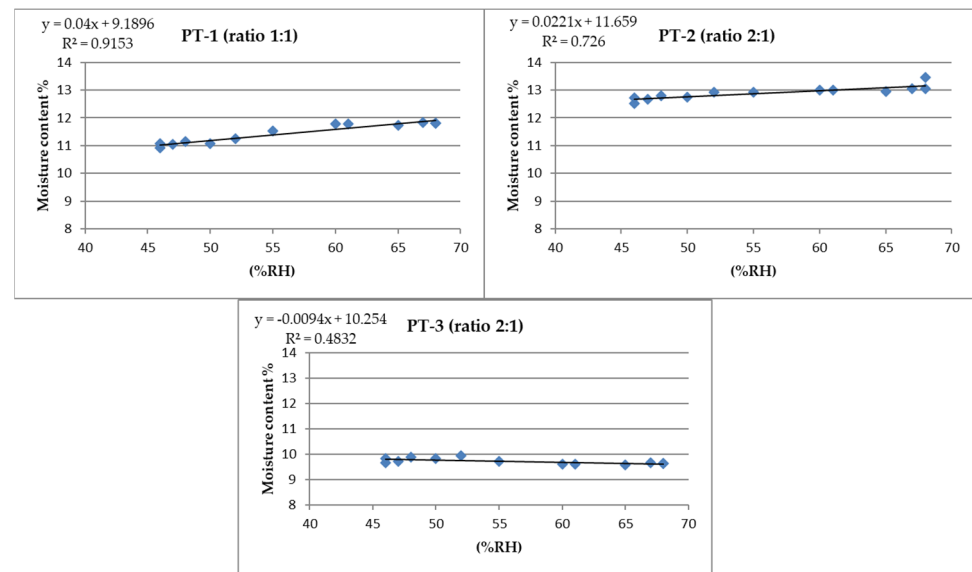 y = 0.04x + 9.1896
R² = 0.9153
PT-1 (ratio 1:1)
14
13
12
11
10
9
8
40 45 50 55 60 65 70
Moisture content %
(%RH)
y = 0.0221x + 11.659
R² = 0.726
PT-2 (ratio 2:1)
14
13
12
11
10
9
8
40 45 50 55 60 65 70
Moisture content %
(%RH)
y = -0.0094x + 10.254
R² = 0.4832
PT-3 (ratio 2:1)
14
13
12
11
10
9
8
40 45 50 55 60 65 70
Moisture content %
(%RH)